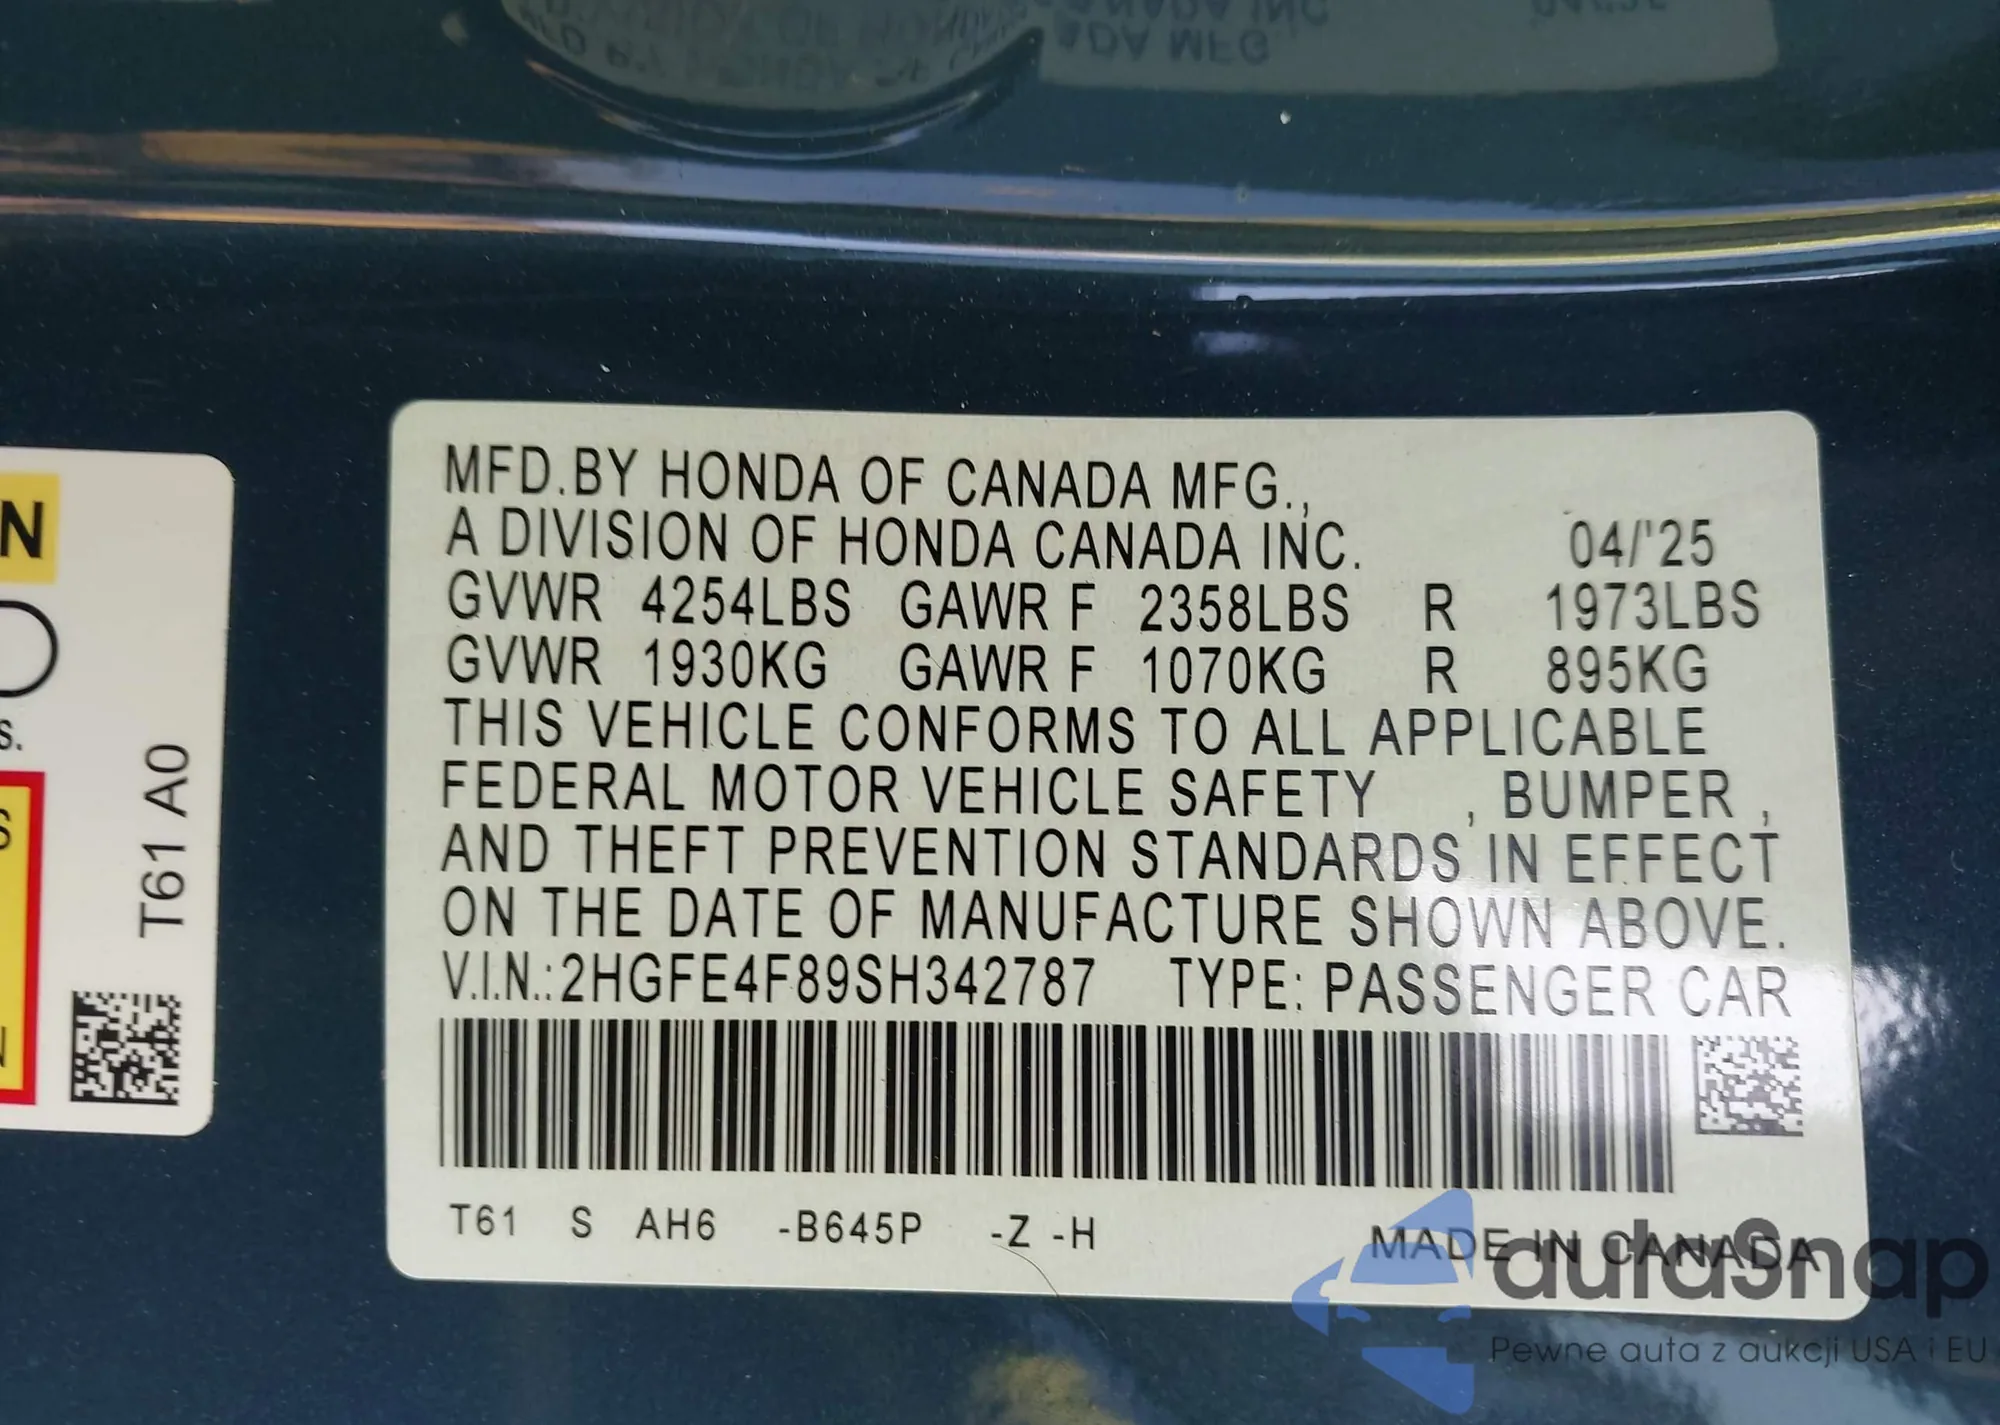 MFD.BY HONDA OF CANADA MFG.,
A DIVISION OF HONDA CANADA INC. 04/'25
GVWR 4254LBS GAWR F 2358LBS R 1973LBS
GVWR 1930KG GAWR F 1070KG R 895KG
THIS VEHICLE CONFORMS TO ALL APPLICABLE
FEDERAL MOTOR VEHICLE SAFETY , BUMPER ,
AND THEFT PREVENTION STANDARDS IN EFFECT
ON THE DATE OF MANUFACTURE SHOWN ABOVE.
V.I.N.:2HGFE4F89SH342787 TYPE: PASSENGER CAR
T61 S AH6 -B645P -Z -H MADE IN CANADA
N
s.
S
N
T61 A0
autaSnap
Pewne auta z aukcji USA i EU